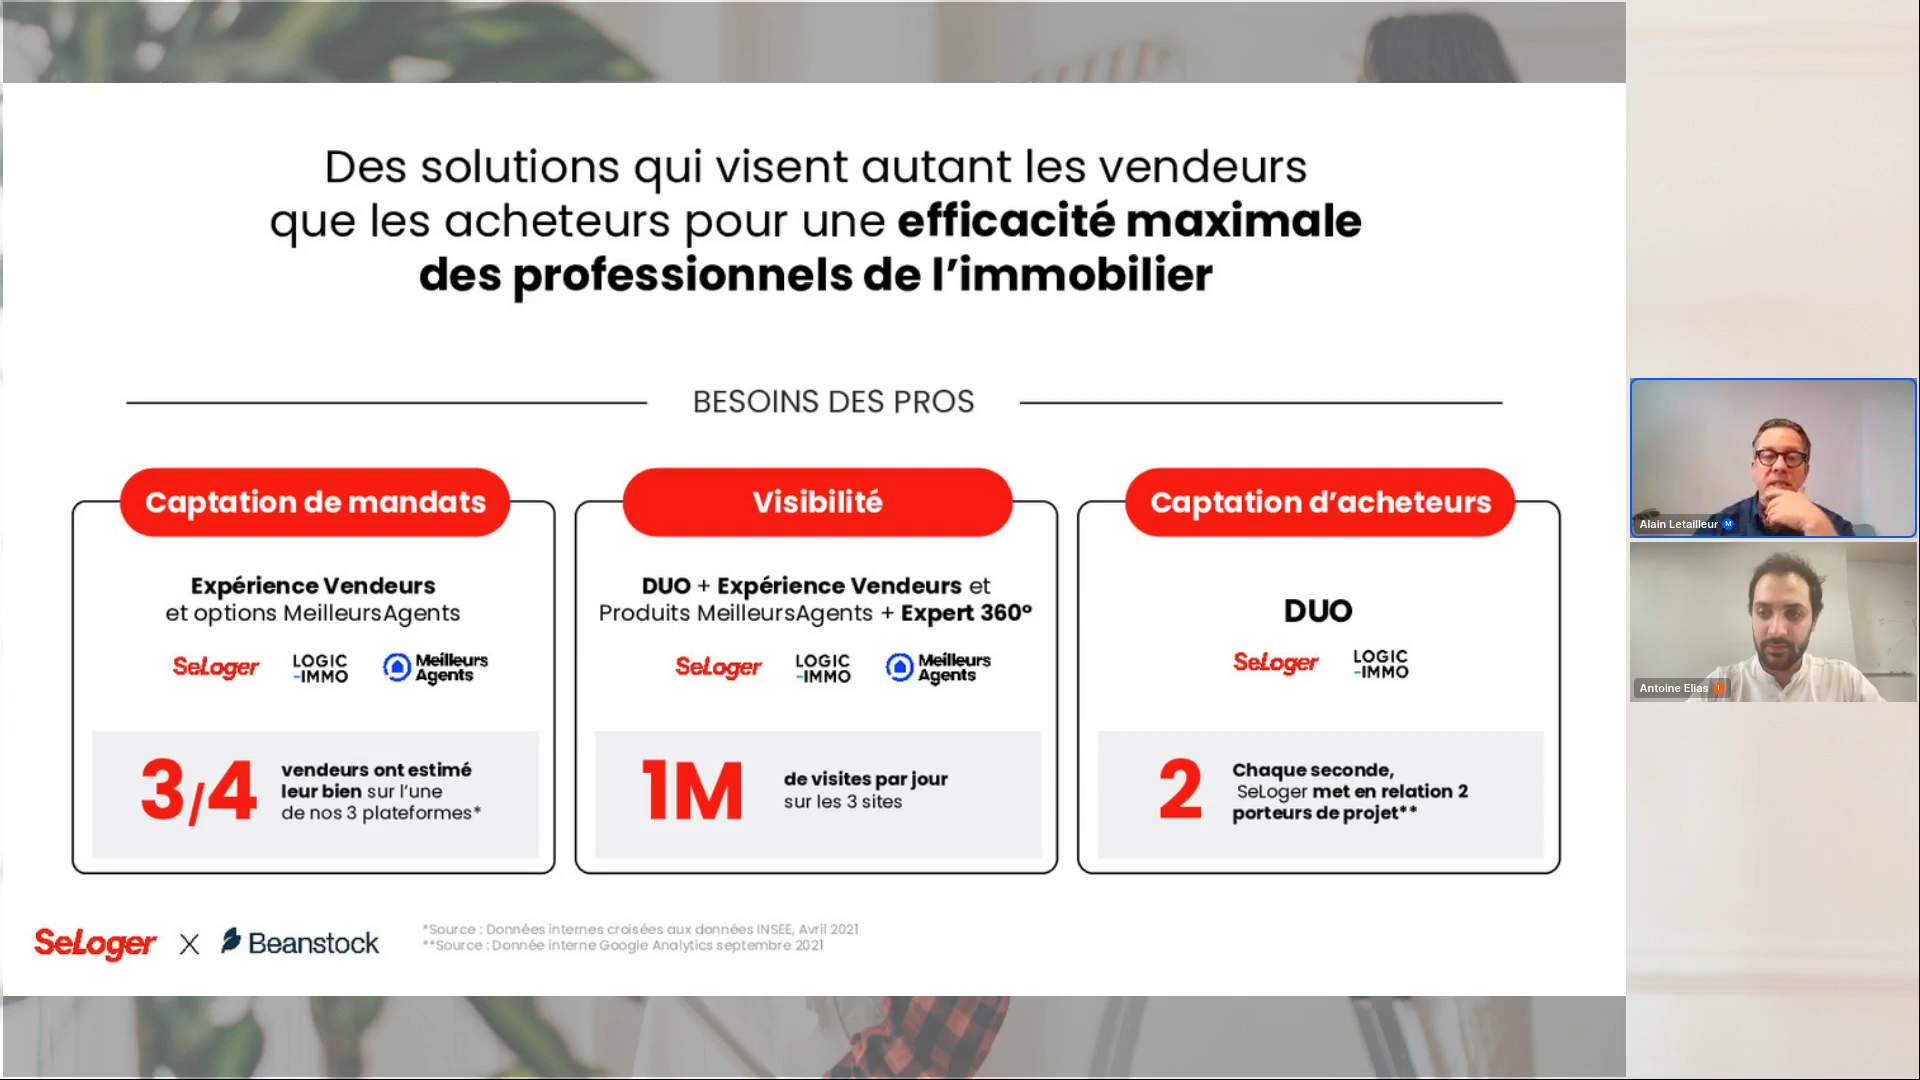 Des solutions qui visent autant les vendeurs
que les acheteurs pour une efficacité maximale
des professionnels de l'immobilier
BESOINS DES PROS
Captation de mandats
Expérience Vendeurs
et options MeilleursAgents
SeLoger
LOGIC
-IMMO
Meilleurs
Agents
3/4
vendeurs ont estimé
leur bien sur l'une
de nos 3 plateformes*
Visibilité
DUO + Expérience Vendeurs et
Produits MeilleursAgents + Expert 360°
SeLoger
LOGIC
-IMMO
Meilleurs
Agents
1M
de visites par jour
sur les 3 sites
Captation d'acheteurs
DUO
SeLoger
LOGIC
-IMMO
2
Chaque seconde,
SeLoger met en relation 2
porteurs de projet**
SeLoger X Beanstock
*Source : Données internes croisées aux données INSEE, Avril 2021
**Source : Donnée interne Google Analytics septembre 2021
Alain Letailleur M
Antoine Elias